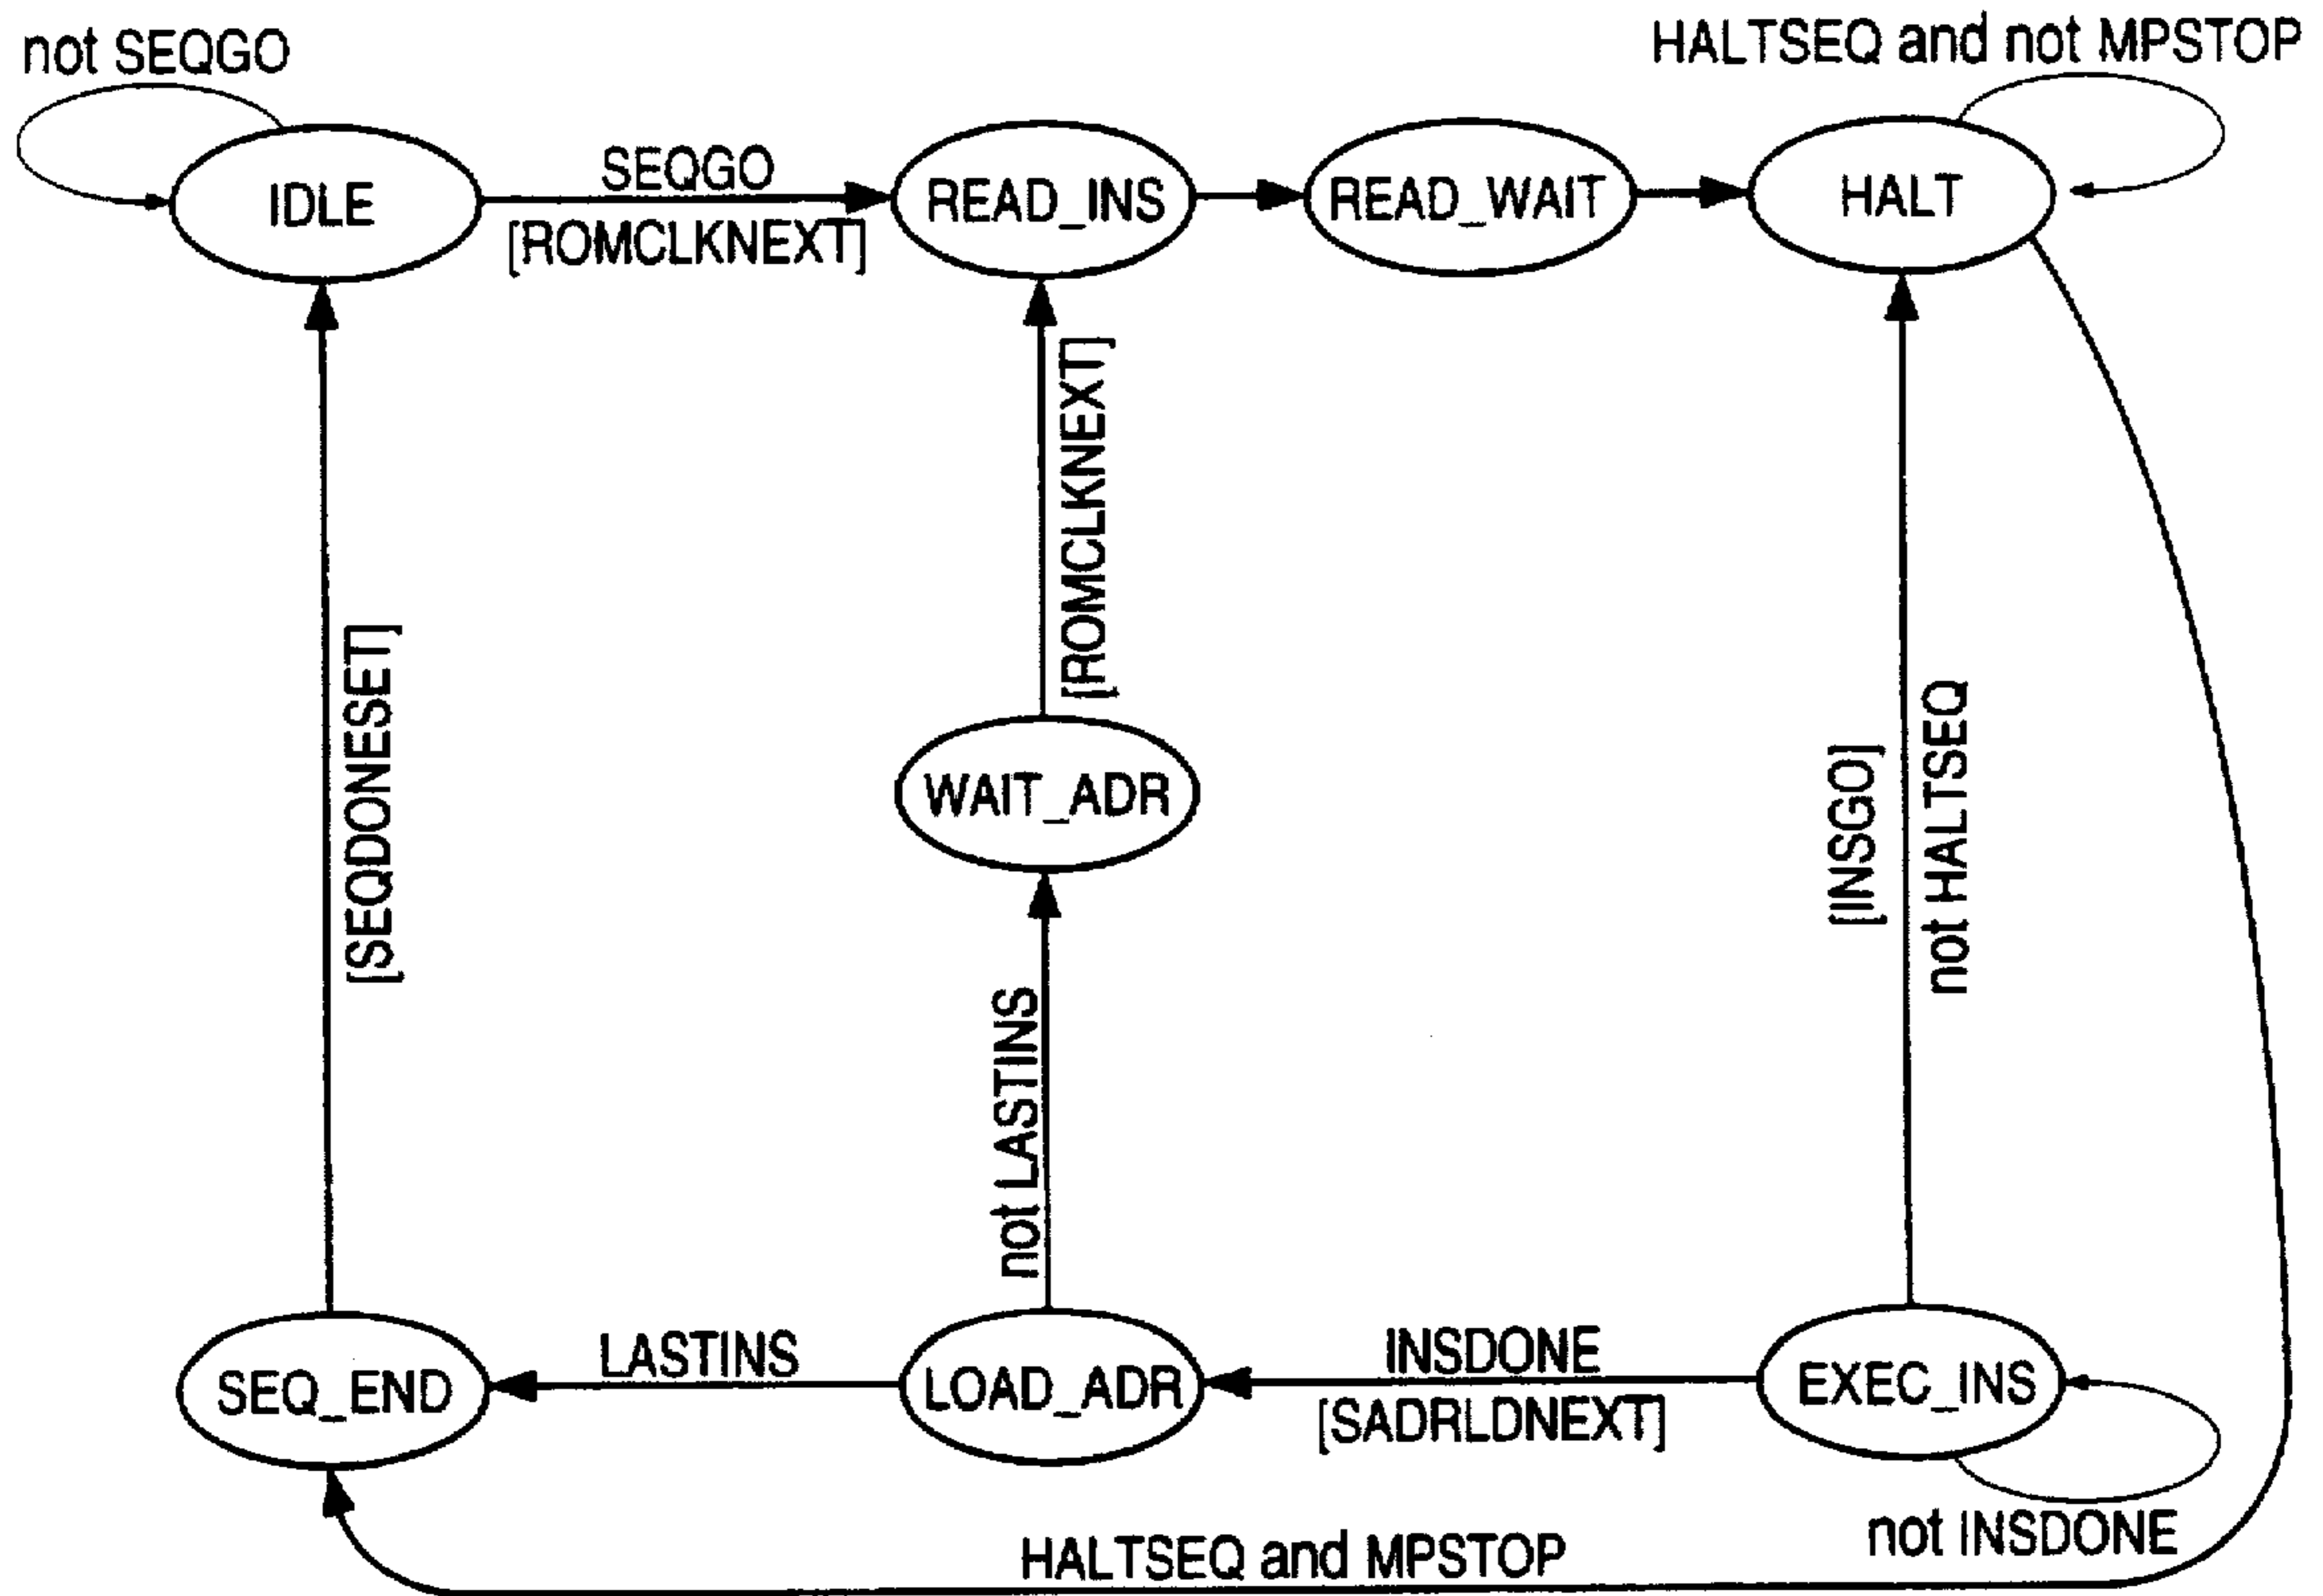 not SEQGO
HALTSEQ and not MPSTOP
IDLE
SEQGO
[ROMCLKNEXT]
READ_INS
READ_WAIT
HALT
[SEQDONESET]
[ROMCLKNEXT]
WAIT_ADR
not LASTINS
[INSGO]
not HALTSEQ
SEQ_END
LASTINS
LOAD_ADR
INSDONE
[SADRLDNEXT]
EXEC_INS
not INSDONE
HALTSEQ and MPSTOP